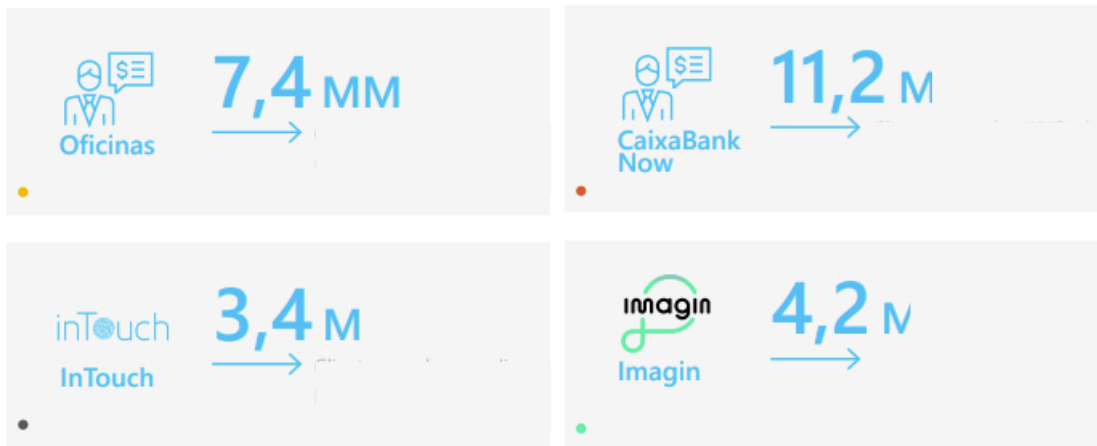 7,4 MM
Oficinas
11,2 M
CaixaBank
Now
inTouch
3,4 M
InTouch
imagin
4,2 M
Imagin